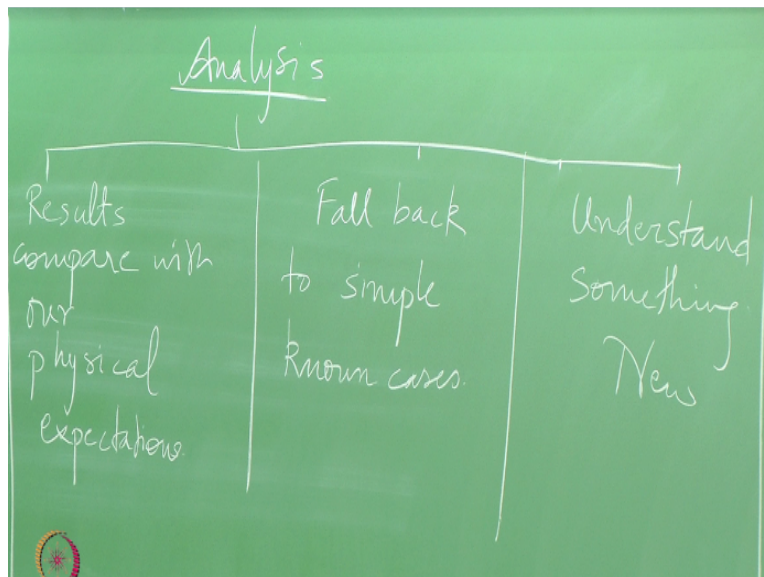 Analysis
Results
compare with
our
physical
expectations.
Fall back
to simple
known cases.
Understand
Something
New